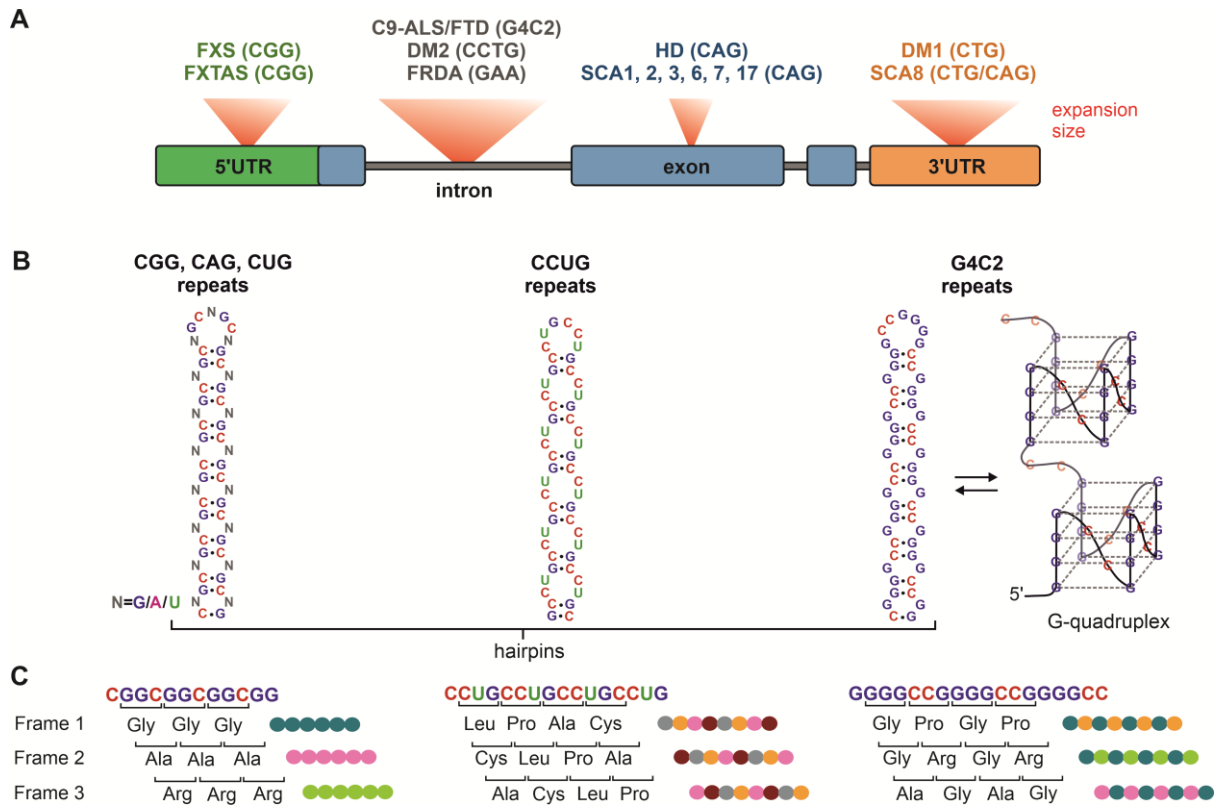 A
C9-ALS/FTD (G4C2)
FXS (CGG) DM2 (CCTG) HD (CAG) DM1 (CTG)
FXTAS (CGG) FRDA (GAA) SCA1, 2, 3, 6, 7, 17 (CAG) SCA8 (CTG/CAG)
expansion
size
5'UTR exon 3'UTR
intron
B
CGG, CAG, CUG
repeats
CCUG
repeats
G4C2
repeats
N=G/A/U
5'
G-quadruplex
hairpins
C
CGGCGGCGGCGG CCUGCCUGCCUGCCUG GGGGCCGGGGCCGGGGCC
Frame 1 Gly Gly Gly Leu Pro Ala Cys Gly Pro Gly Pro
Frame 2 Ala Ala Ala Cys Leu Pro Ala Gly Arg Gly Arg
Frame 3 Arg Arg Arg Ala Cys Leu Pro Ala Gly Ala Gly